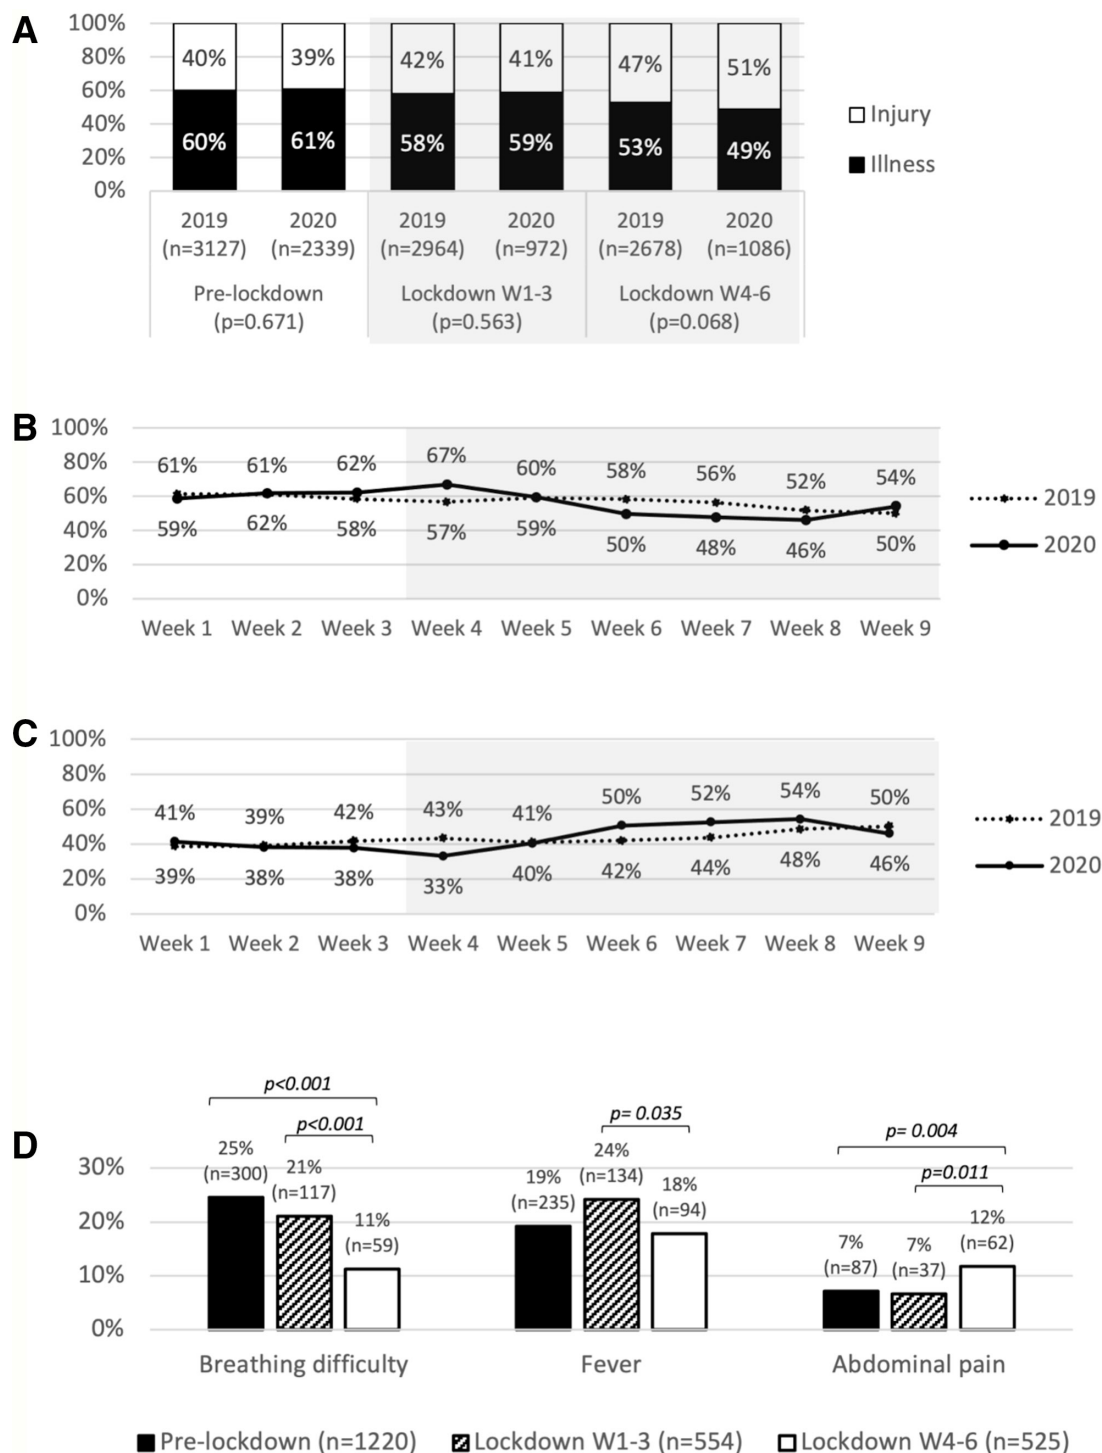 A
100%
80%
60%
40%
20%
0%
40% 39% 42% 41% 47% 51%
60% 61% 58% 59% 53% 49%
Injury
Illness
2019 2020 2019 2020 2019 2020
(n=3127) (n=2339) (n=2964) (n=972) (n=2678) (n=1086)
Pre-lockdown Lockdown W1-3 Lockdown W4-6
(p=0.671) (p=0.563) (p=0.068)
B
100%
80%
60%
40%
20%
0%
61% 61% 62% 67% 60% 58% 56% 52% 54%
59% 62% 58% 57% 59% 50% 48% 46% 50%
2019
2020
Week 1 Week 2 Week 3 Week 4 Week 5 Week 6 Week 7 Week 8 Week 9
C
100%
80%
60%
40%
20%
0%
41% 39% 42% 43% 41% 50% 52% 54% 50%
39% 38% 38% 33% 40% 42% 44% 48% 46%
2019
2020
Week 1 Week 2 Week 3 Week 4 Week 5 Week 6 Week 7 Week 8 Week 9
D
30%
20%
10%
0%
p<0.001
p<0.001
25%
(n=300)
21%
(n=117)
11%
(n=59)
p= 0.035
19%
(n=235)
24%
(n=134)
18%
(n=94)
p= 0.004
p=0.011
7%
(n=87)
7%
(n=37)
12%
(n=62)
Breathing difficulty Fever Abdominal pain
Pre-lockdown (n=1220) Lockdown W1-3 (n=554) Lockdown W4-6 (n=525)